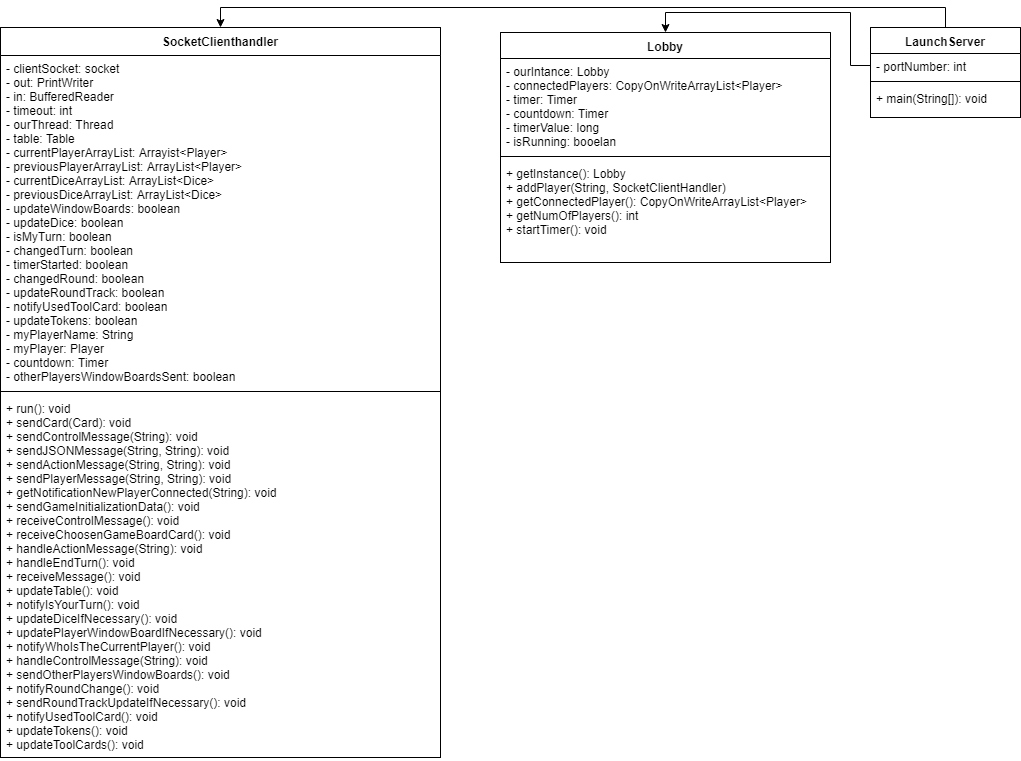 SocketClienthandler
- clientSocket: socket
- out: PrintWriter
- in: BufferedReader
- timeout: int
- ourThread: Thread
- table: Table
- currentPlayerArrayList: Arrayist<Player>
- previousPlayerArrayList: ArrayList<Player>
- currentDiceArrayList: ArrayList<Dice>
- previousDiceArrayList: ArrayList<Dice>
- updateWindowBoards: boolean
- updateDice: boolean
- isMyTurn: boolean
- changedTurn: boolean
- timerStarted: boolean
- changedRound: boolean
- updateRoundTrack: boolean
- notifyUsedToolCard: boolean
- updateTokens: boolean
- myPlayerName: String
- myPlayer: Player
- countdown: Timer
- otherPlayersWindowBoardsSent: boolean
+ run(): void
+ sendCard(Card): void
+ sendControlMessage(String): void
+ sendJSONMessage(String, String): void
+ sendActionMessage(String, String): void
+ sendPlayerMessage(String, String): void
+ getNotificationNewPlayerConnected(String): void
+ sendGameInitializationData(): void
+ receiveControlMessage(): void
+ receiveChoosenGameBoardCard(): void
+ handleActionMessage(String): void
+ handleEndTurn(): void
+ receiveMessage(): void
+ updateTable(): void
+ notifyIsYourTurn(): void
+ updateDiceIfNecessary(): void
+ updatePlayerWindowBoardIfNecessary(): void
+ notifyWhoIsTheCurrentPlayer(): void
+ handleControlMessage(String): void
+ sendOtherPlayersWindowBoards(): void
+ notifyRoundChange(): void
+ sendRoundTrackUpdateIfNecessary(): void
+ notifyUsedToolCard(): void
+ updateTokens(): void
+ updateToolCards(): void
Lobby
- ourIntance: Lobby
- connectedPlayers: CopyOnWriteArrayList<Player>
- timer: Timer
- countdown: Timer
- timerValue: long
- isRunning: booelan
+ getInstance(): Lobby
+ addPlayer(String, SocketClientHandler)
+ getConnectedPlayer(): CopyOnWriteArrayList<Player>
+ getNumOfPlayers(): int
+ startTimer(): void
LaunchServer
- portNumber: int
+ main(String[]): void